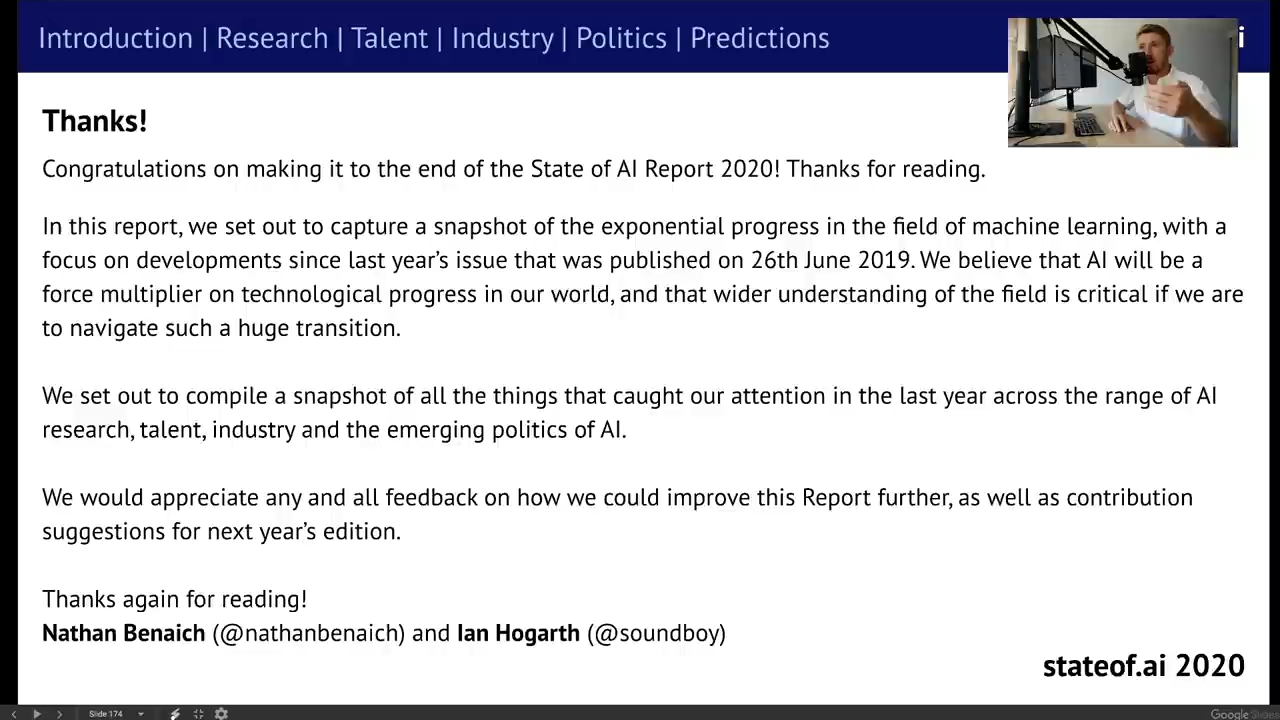 Introduction | Research | Talent | Industry | Politics | Predictions
i
Thanks!
Congratulations on making it to the end of the State of AI Report 2020! Thanks for reading.
In this report, we set out to capture a snapshot of the exponential progress in the field of machine learning, with a
focus on developments since last year’s issue that was published on 26th June 2019. We believe that AI will be a
force multiplier on technological progress in our world, and that wider understanding of the field is critical if we are
to navigate such a huge transition.
We set out to compile a snapshot of all the things that caught our attention in the last year across the range of AI
research, talent, industry and the emerging politics of AI.
We would appreciate any and all feedback on how we could improve this Report further, as well as contribution
suggestions for next year’s edition.
Thanks again for reading!
Nathan Benaich (@nathanbenaich) and Ian Hogarth (@soundboy)
stateof.ai 2020
Slide 174
Google Slides